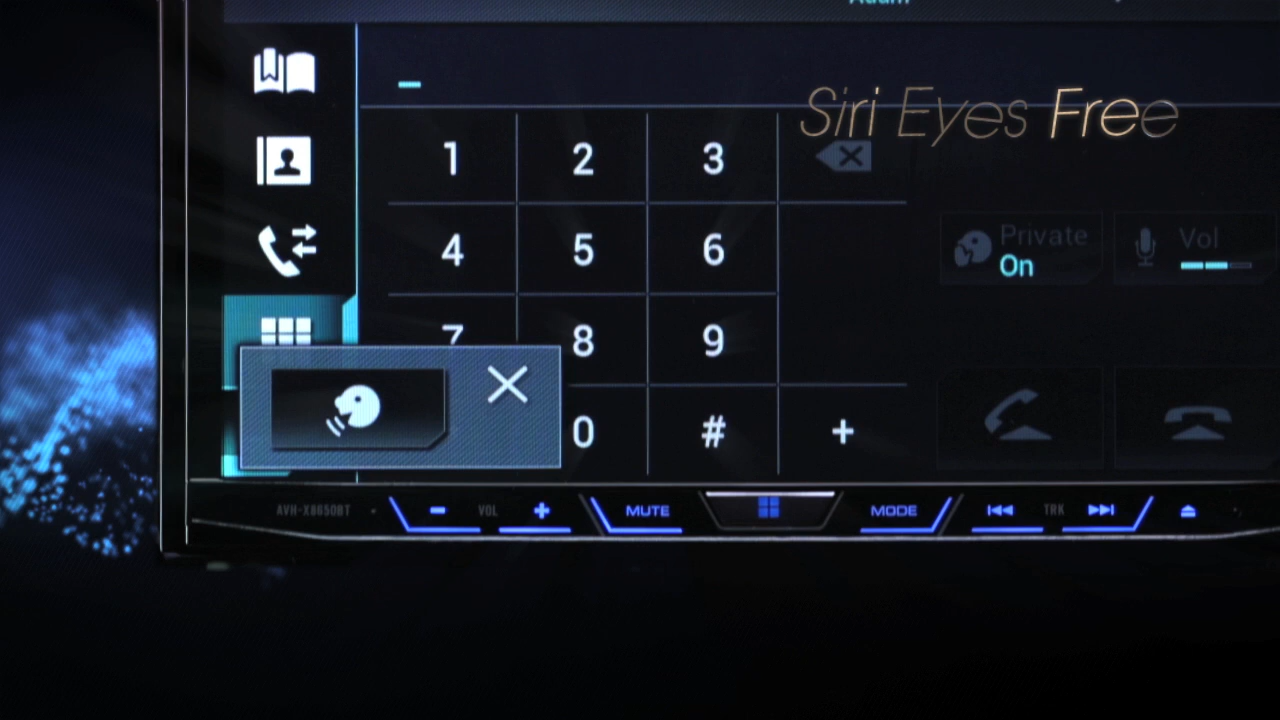 Siri Eyes Free
1 2 3
Private
On
Vol
4 5 6
7 8 9
0 # +
AVH-X8650BT
VOL
MUTE
MODE
TRK